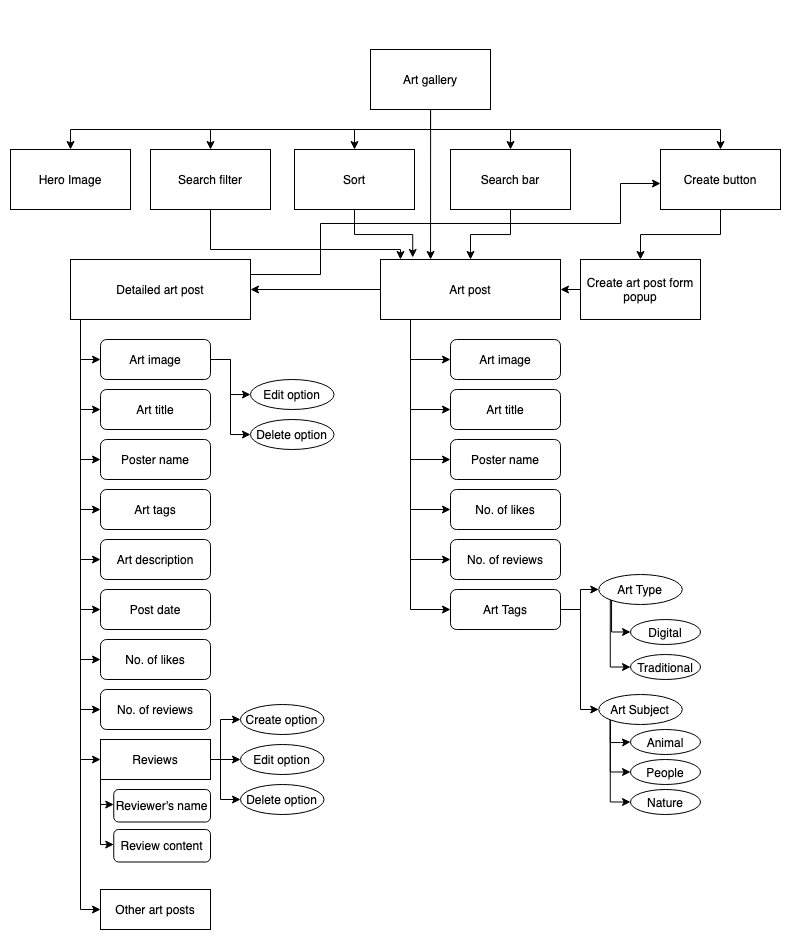 Art gallery
Hero Image
Search filter
Sort
Search bar
Create button
Detailed art post
Art post
Create art post form
popup
Art image
Edit option
Delete option
Art title
Poster name
Art tags
Art description
Post date
No. of likes
No. of reviews
Reviews
Create option
Edit option
Delete option
Reviewer's name
Review content
Other art posts
Art image
Art title
Poster name
No. of likes
No. of reviews
Art Tags
Art Type
Digital
Traditional
Art Subject
Animal
People
Nature